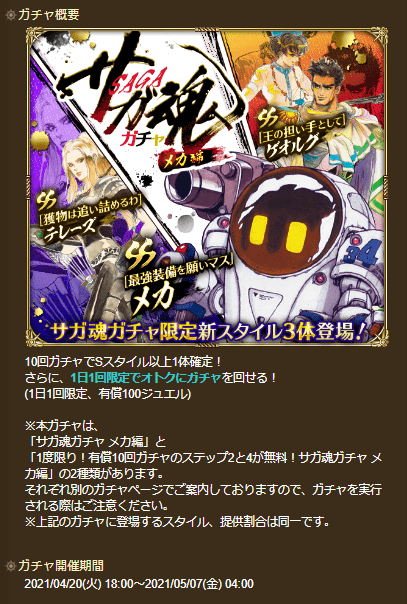 ガチャ概要
サガ魂
SAGA
ガチャ
メカ編
SS
[王の担い手として]
ゲオルグ
SS
[獲物は追い詰めるわ]
テレーズ
SS
[最強装備を願いマス]
メカ
34
サガ魂ガチャ限定新スタイル3体登場!
10回ガチャでSスタイル以上1体確定!
さらに、1日1回限定でオトクにガチャを回せる!
(1日1回限定、有償100ジュエル)
※本ガチャは、
「サガ魂ガチャ メカ編」と
「1度限り!有償10回ガチャのステップ2と4が無料!サガ魂ガチャ メ
カ編」の2種類があります。
それぞれ別のガチャページでご案内しておりますので、ガチャを実行
される際はご注意ください。
※上記のガチャに登場するスタイル、提供割合は同一です。
ガチャ開催期間
2021/04/20(火) 18:00～2021/05/07(金) 04:00